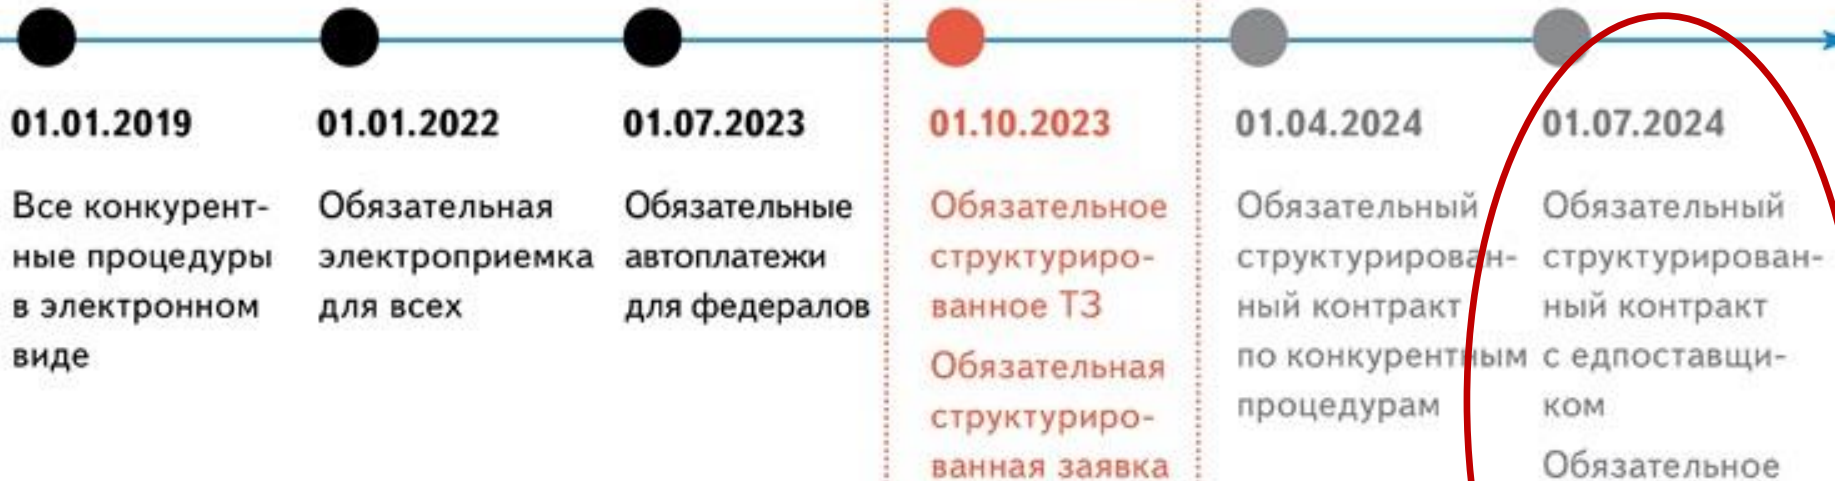 01.01.2019
Все конкурент-
ные процедуры
в электронном
виде
01.01.2022
Обязательная
электроприемка
для всех
01.07.2023
Обязательные
автоплатежи
для федералов
01.10.2023
Обязательное
структуриро-
ванное ТЗ
Обязательная
структуриро-
ванная заявка
01.04.2024
Обязательный
структурирован-
ный контракт
по конкурентным
процедурам
01.07.2024
Обязательный
структурирован-
ный контракт
с едпоставщи-
ком
Обязательное